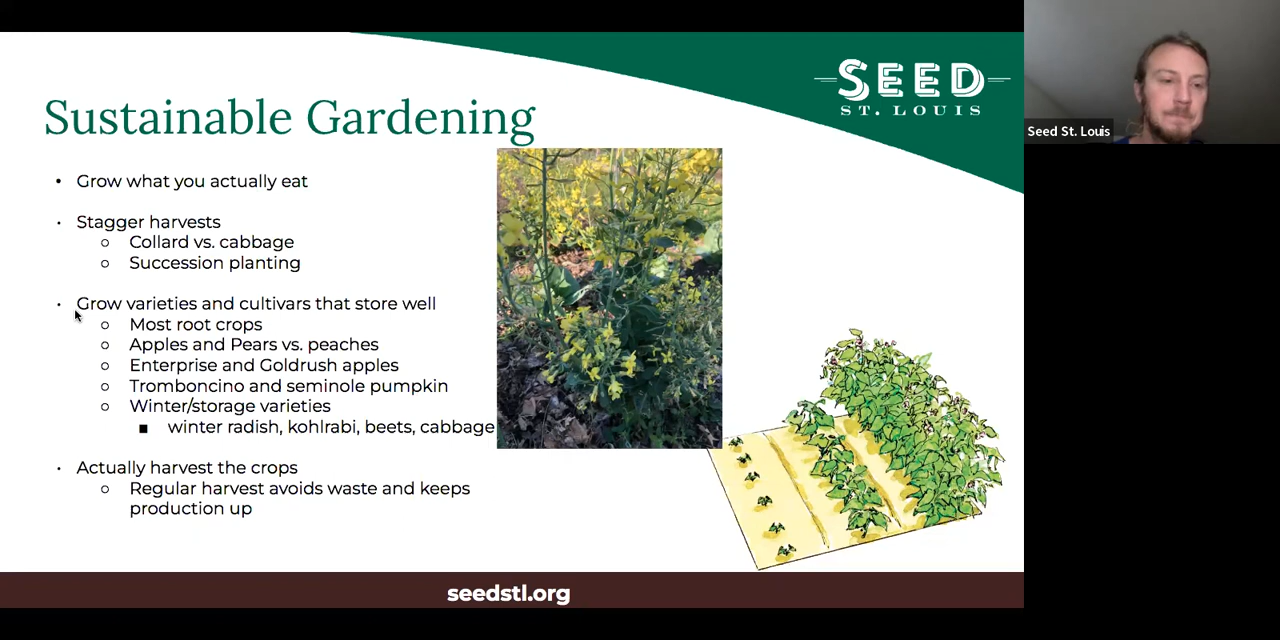 SEED
ST. LOUIS
Seed St. Louis
Sustainable Gardening
• Grow what you actually eat
• Stagger harvests
○ Collard vs. cabbage
○ Succession planting
• Grow varieties and cultivars that store well
○ Most root crops
○ Apples and Pears vs. peaches
○ Enterprise and Goldrush apples
○ Tromboncino and seminole pumpkin
○ Winter/storage varieties
■ winter radish, kohlrabi, beets, cabbage
• Actually harvest the crops
○ Regular harvest avoids waste and keeps
production up
seedstl.org